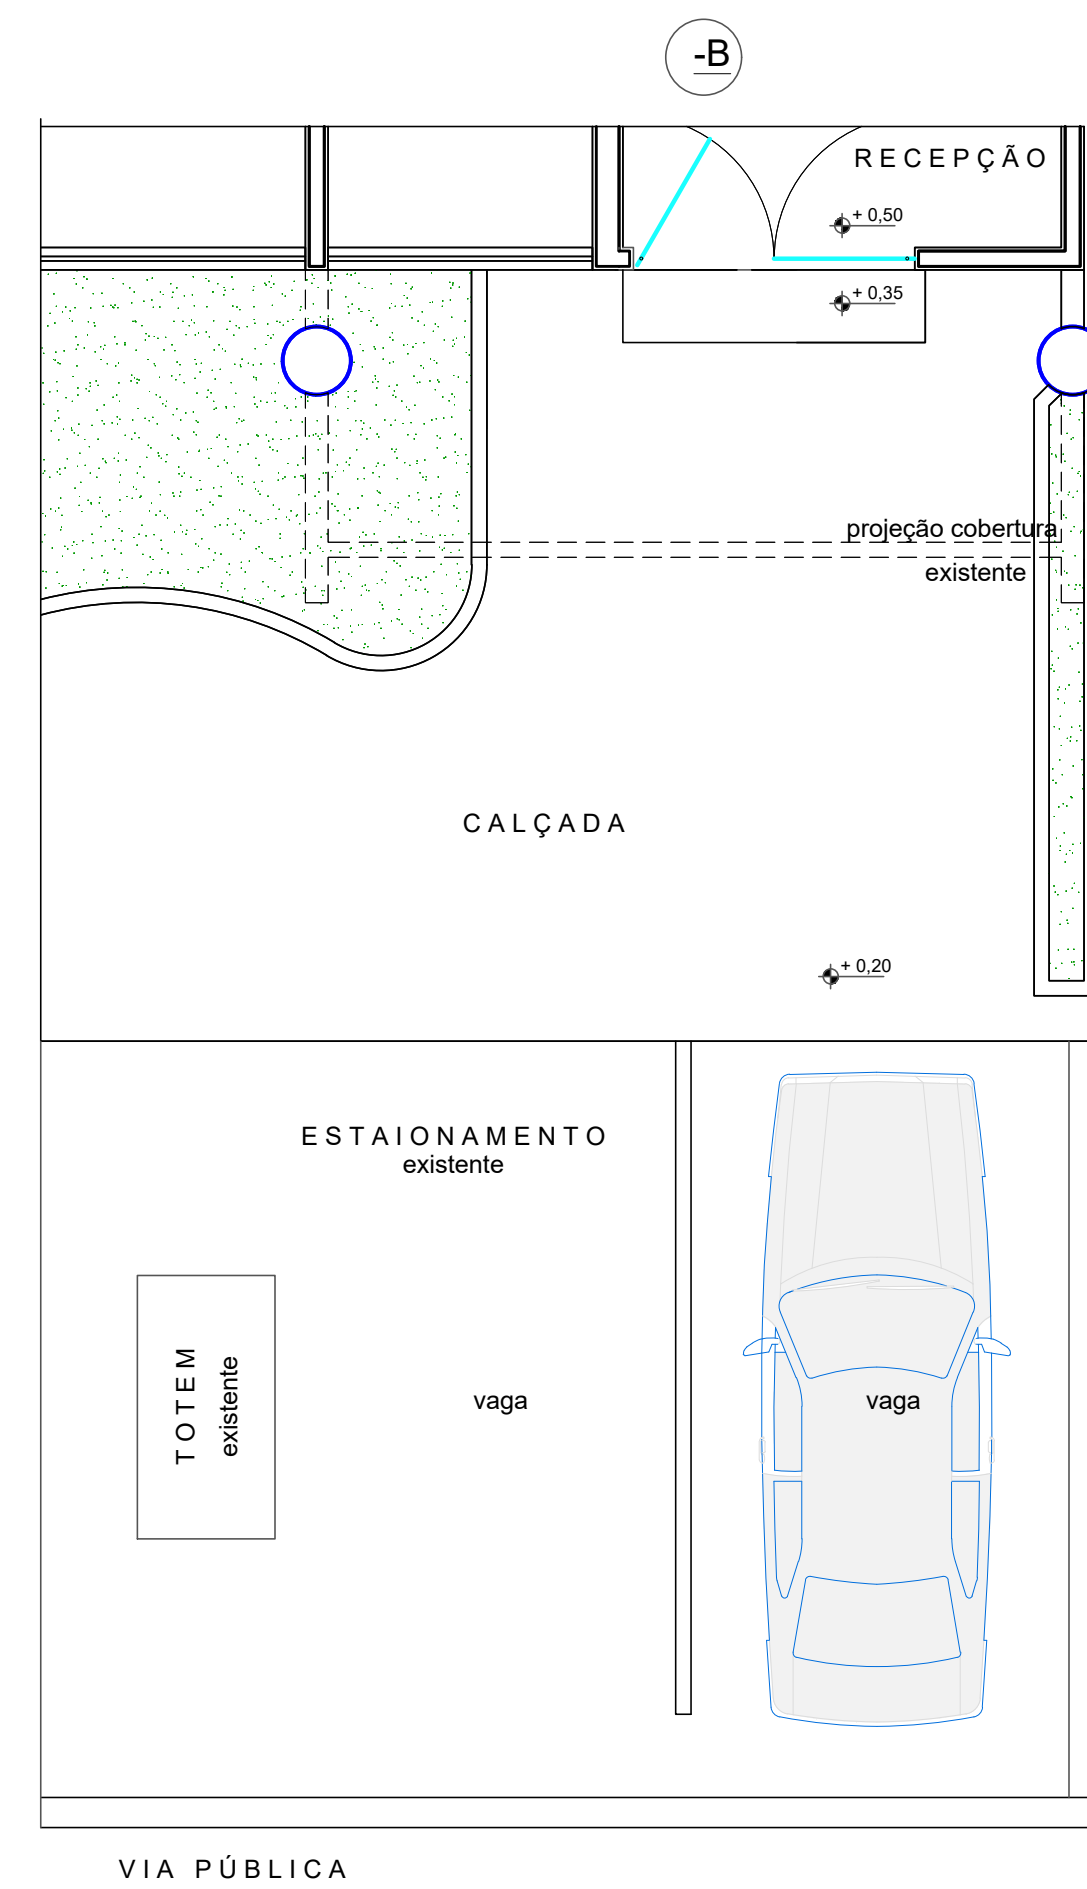 -B
RECEPÇÃO
+ 0,50
+ 0,35
projeção cobertura
existente
CALÇADA
+ 0,20
ESTAIONAMENTO
existente
TOTEM
existente
vaga
vaga
VIA PÚBLICA